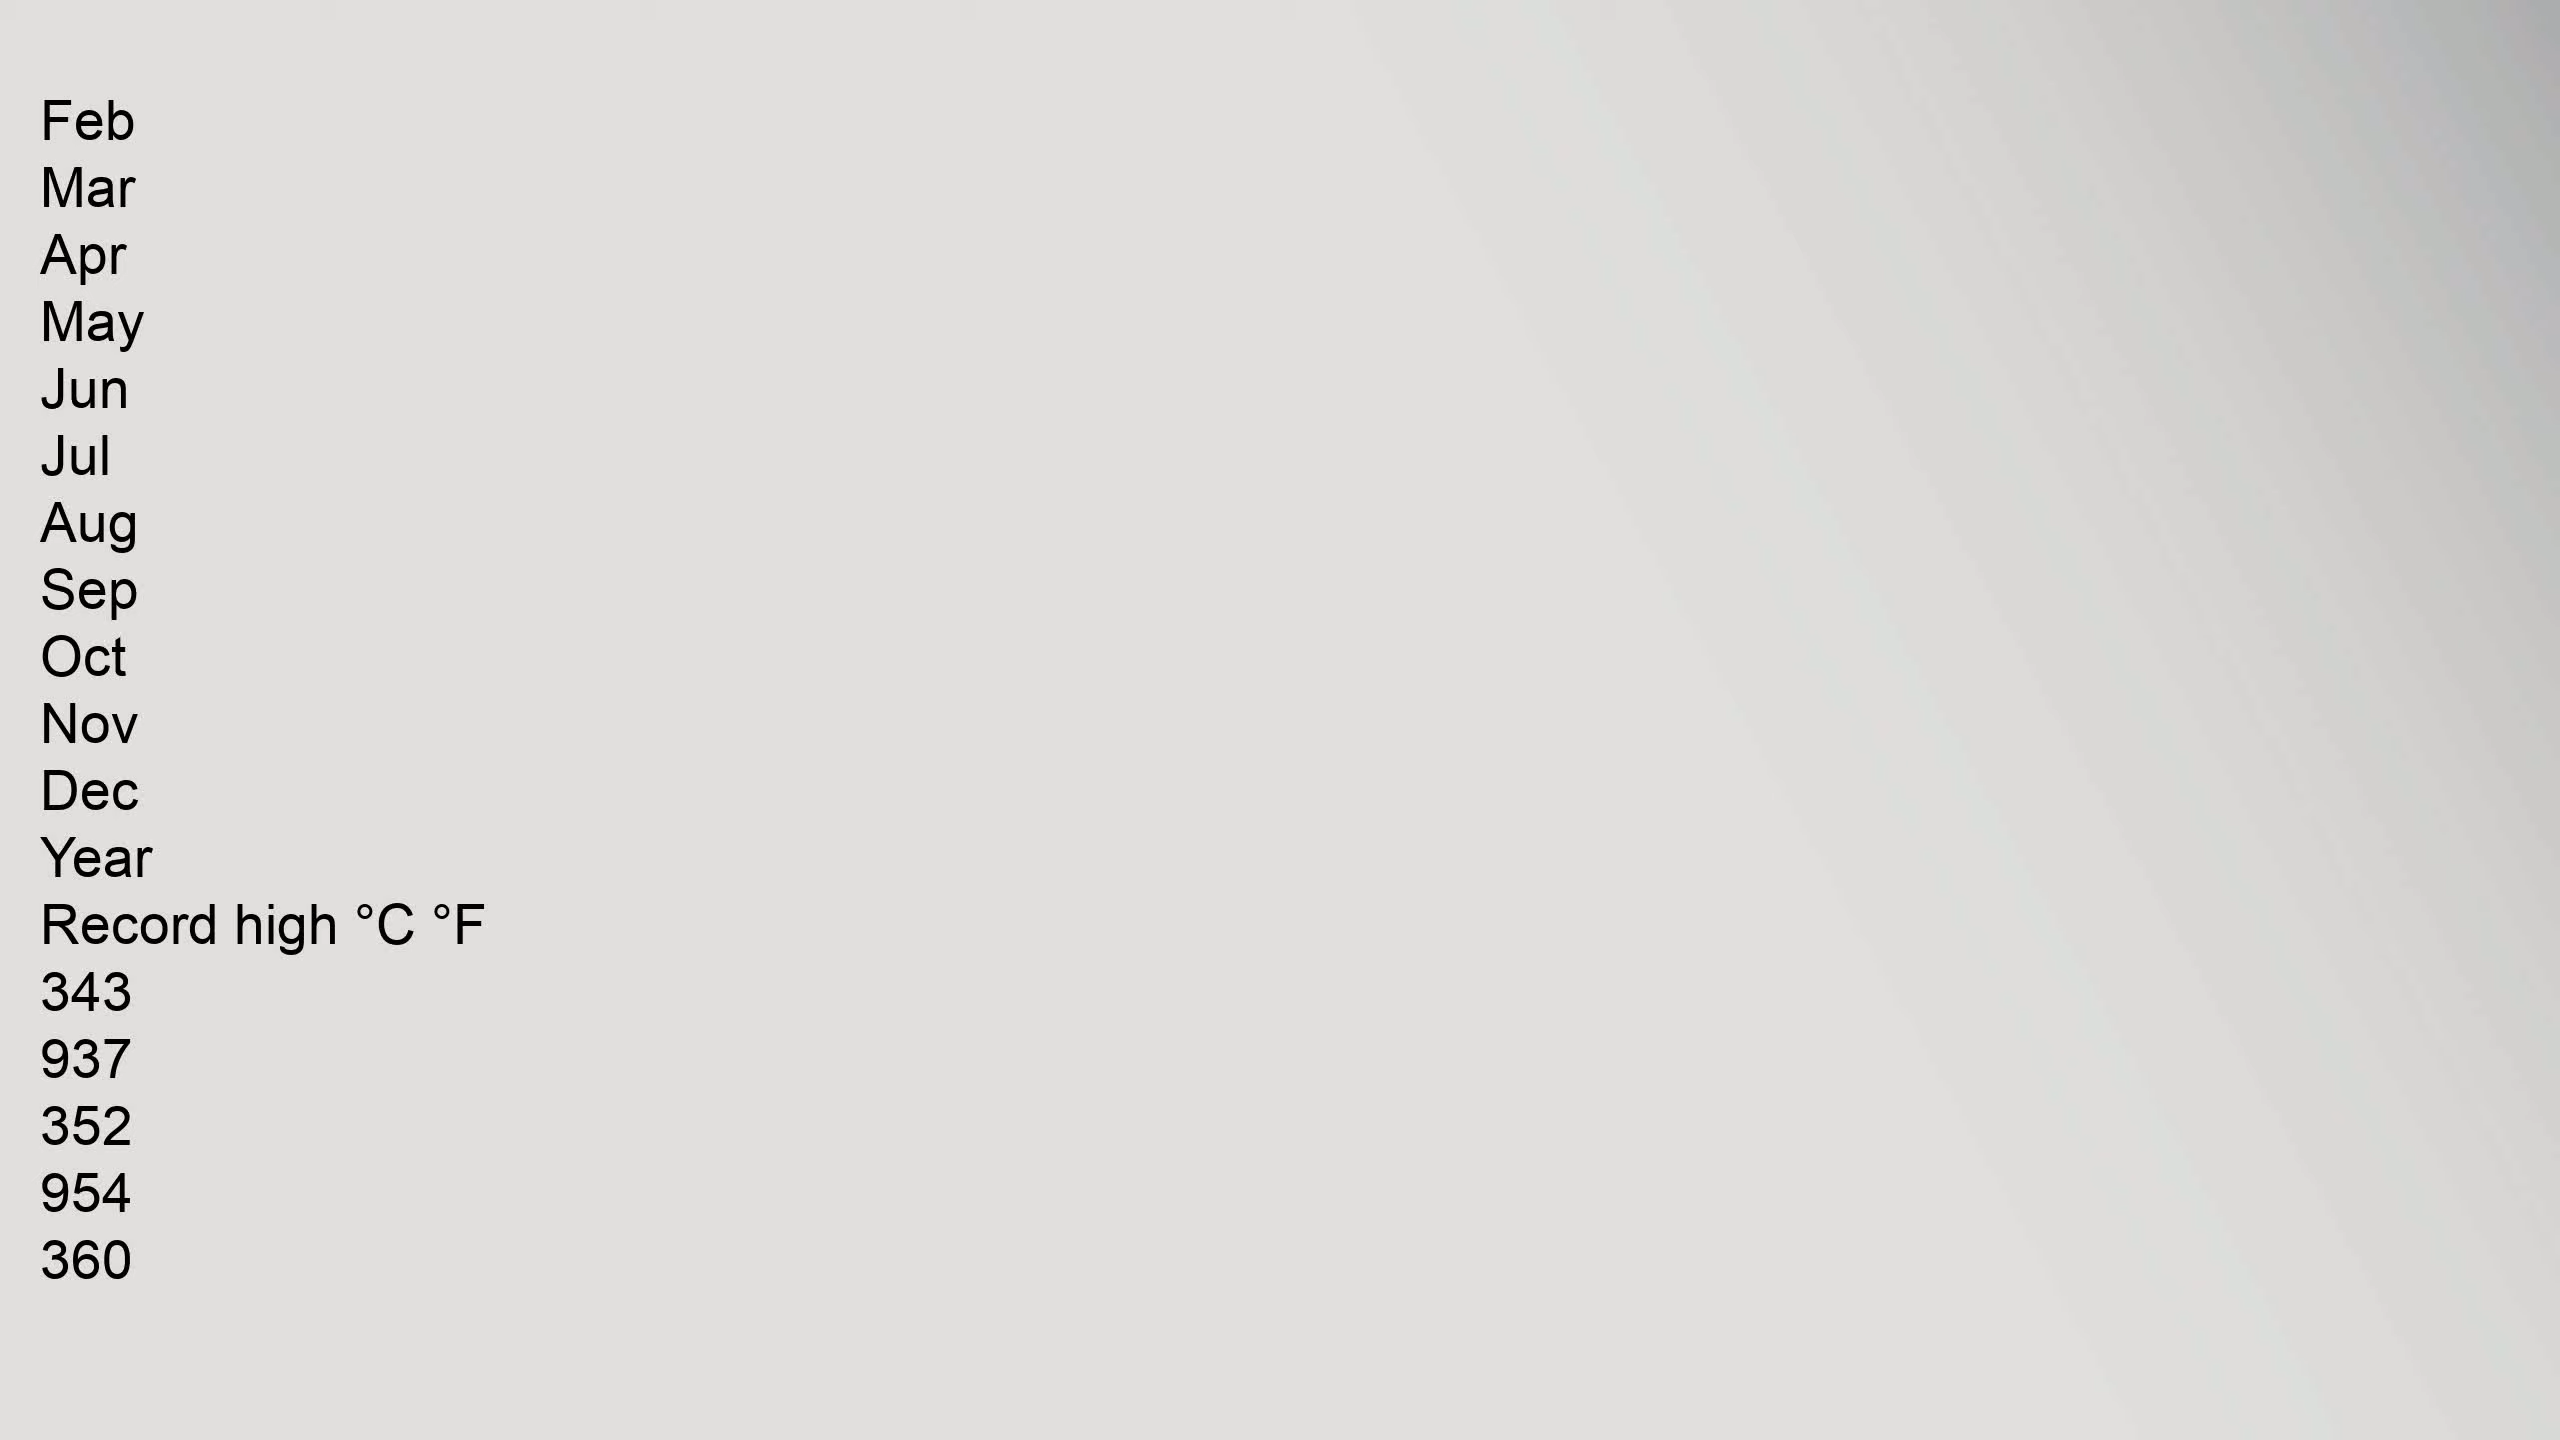 Feb
Mar
Apr
May
Jun
Jul
Aug
Sep
Oct
Nov
Dec
Year
Record high °C °F
343
937
352
954
360